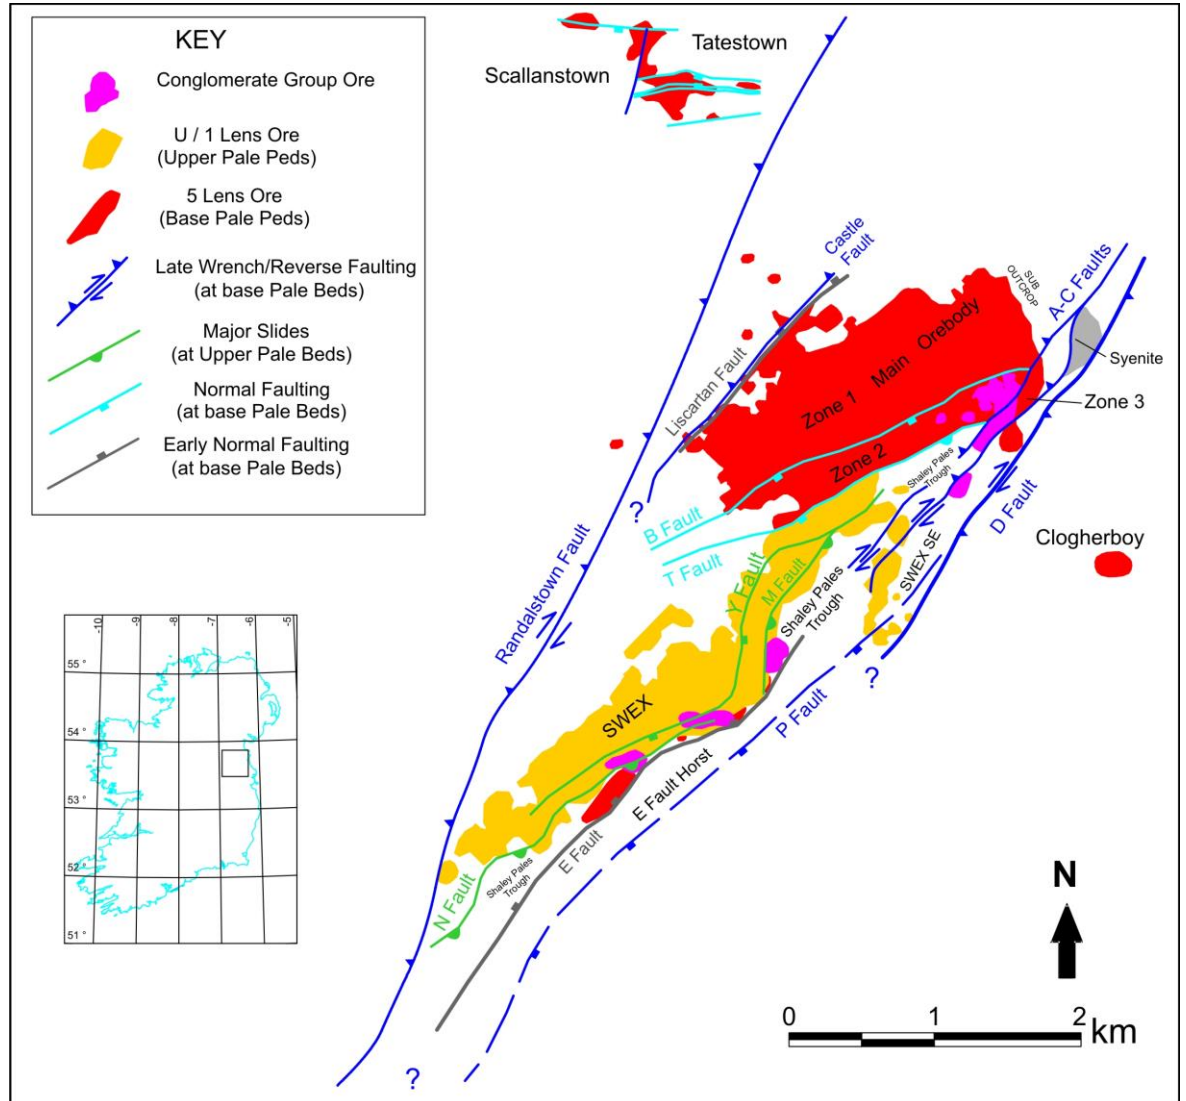 KEY
Conglomerate Group Ore
U / 1 Lens Ore
(Upper Pale Peds)
5 Lens Ore
(Base Pale Peds)
Late Wrench/Reverse Faulting
(at base Pale Beds)
Major Slides
(at Upper Pale Beds)
Normal Faulting
(at base Pale Beds)
Early Normal Faulting
(at base Pale Beds)
Tatestown
Scallanstown
Castle
Fault
Liscartan Fault
SUB
OUTCROP
A-C Faults
Syenite
Zone 1 Main Orebody
Zone 3
Zone 2
Shaley Pales
Trough
?
B Fault
T Fault
D Fault
Clogherboy
Randalstown Fault
Y Fault
M Fault
SWEX SE
Shaley Pales
Trough
?
SWEX
P Fault
E Fault Horst
E Fault
Shaley Pales
Trough
N Fault
?
-10
-9
-8
-7
-6
-5
55 °
54 °
53 °
52 °
51 °
N
0
1
2
km